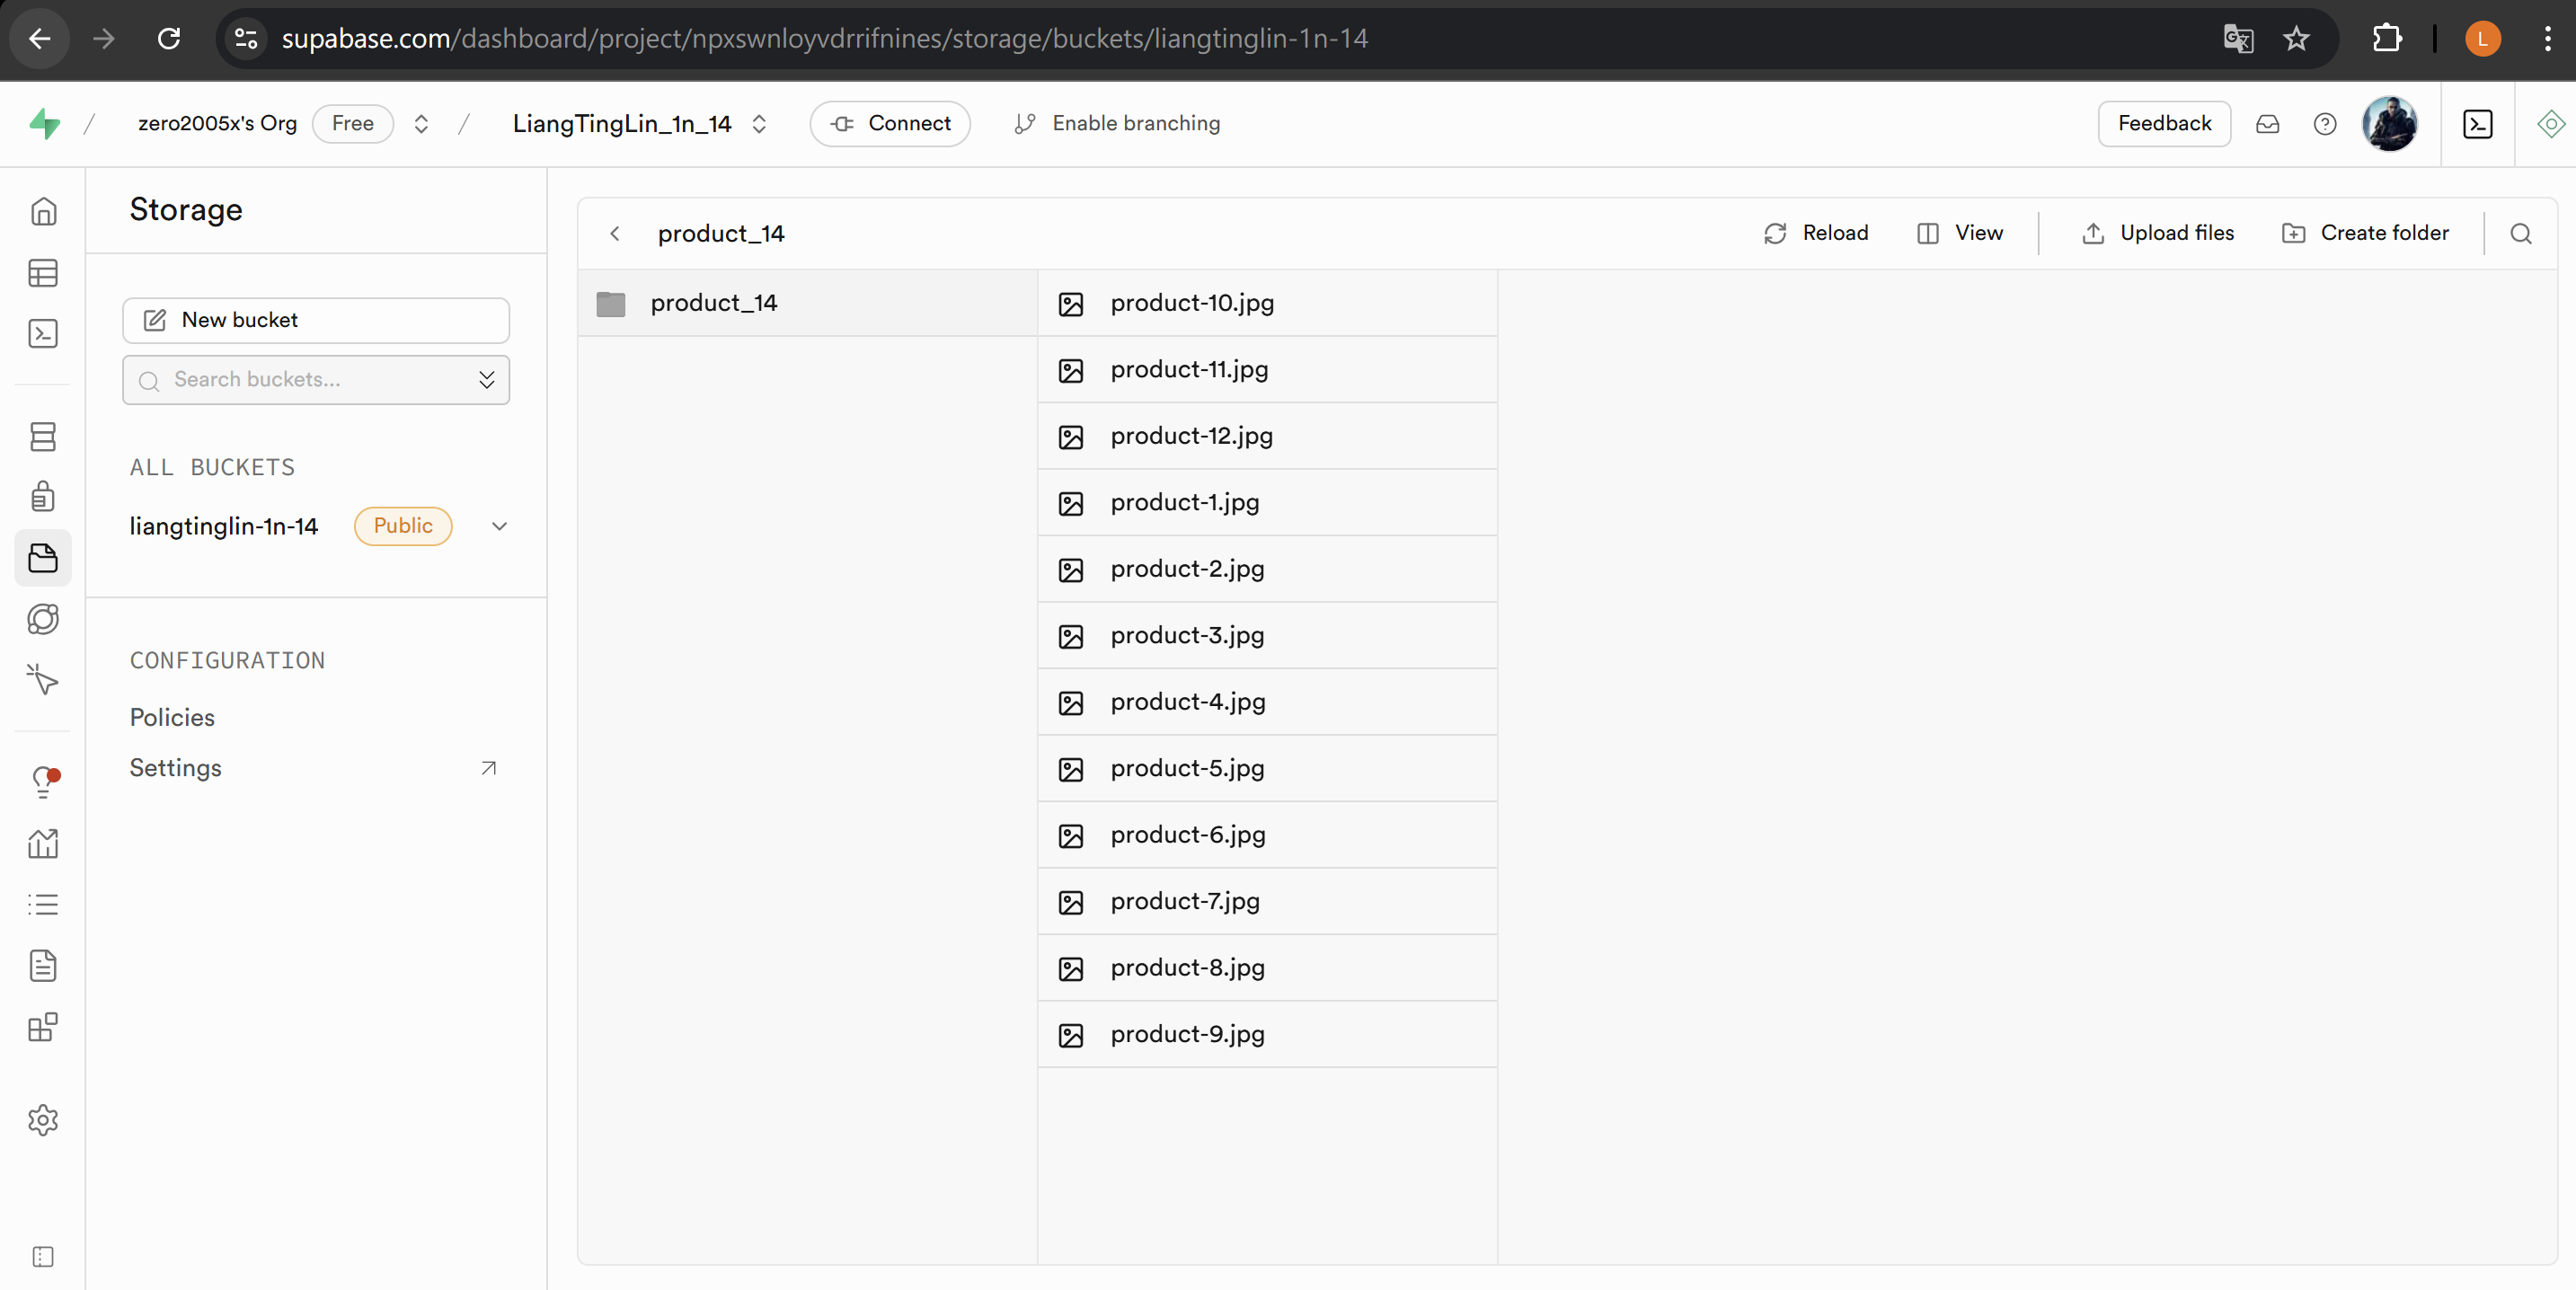 supabase.com/dashboard/project/npxswnloyvdrrifnines/storage/buckets/liangtinglin-1n-14
L
/ zero2005x's Org Free / LiangTingLin_1n_14 Connect Enable branching Feedback
Storage
New bucket
Search buckets...
ALL BUCKETS
liangtinglin-1n-14 Public
CONFIGURATION
Policies
Settings
product_14 Reload View Upload files Create folder
product_14
product-10.jpg
product-11.jpg
product-12.jpg
product-1.jpg
product-2.jpg
product-3.jpg
product-4.jpg
product-5.jpg
product-6.jpg
product-7.jpg
product-8.jpg
product-9.jpg